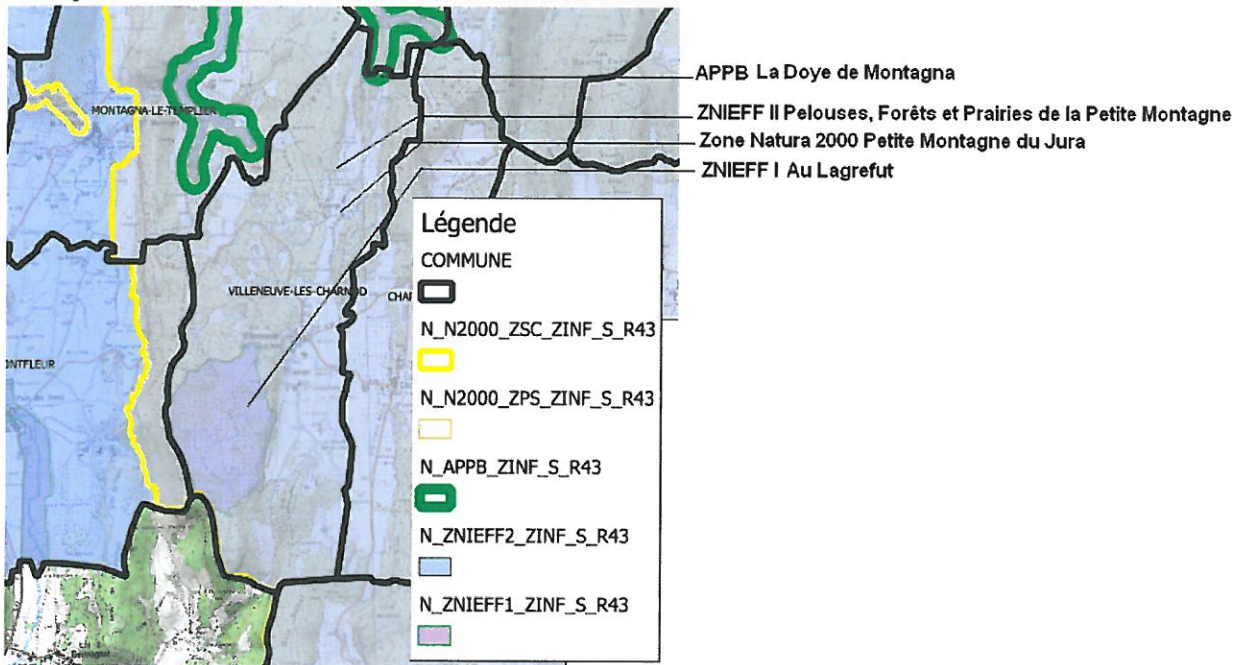 APPB La Doye de Montagna
ZNIEFF II Pelouses, Forêts et Prairies de la Petite Montagne
Zone Natura 2000 Petite Montagne du Jura
ZNIEFF I Au Lagrefut
MONTAGNA-LE-TEMPLIER
VILLENEUVE-LES-CHARNOD
CHAR
ONTFLEUR
Légende
COMMUNE
N_N2000_ZSC_ZINF_S_R43
N_N2000_ZPS_ZINF_S_R43
N_APPB_ZINF_S_R43
N_ZNIEFF2_ZINF_S_R43
N_ZNIEFF1_ZINF_S_R43